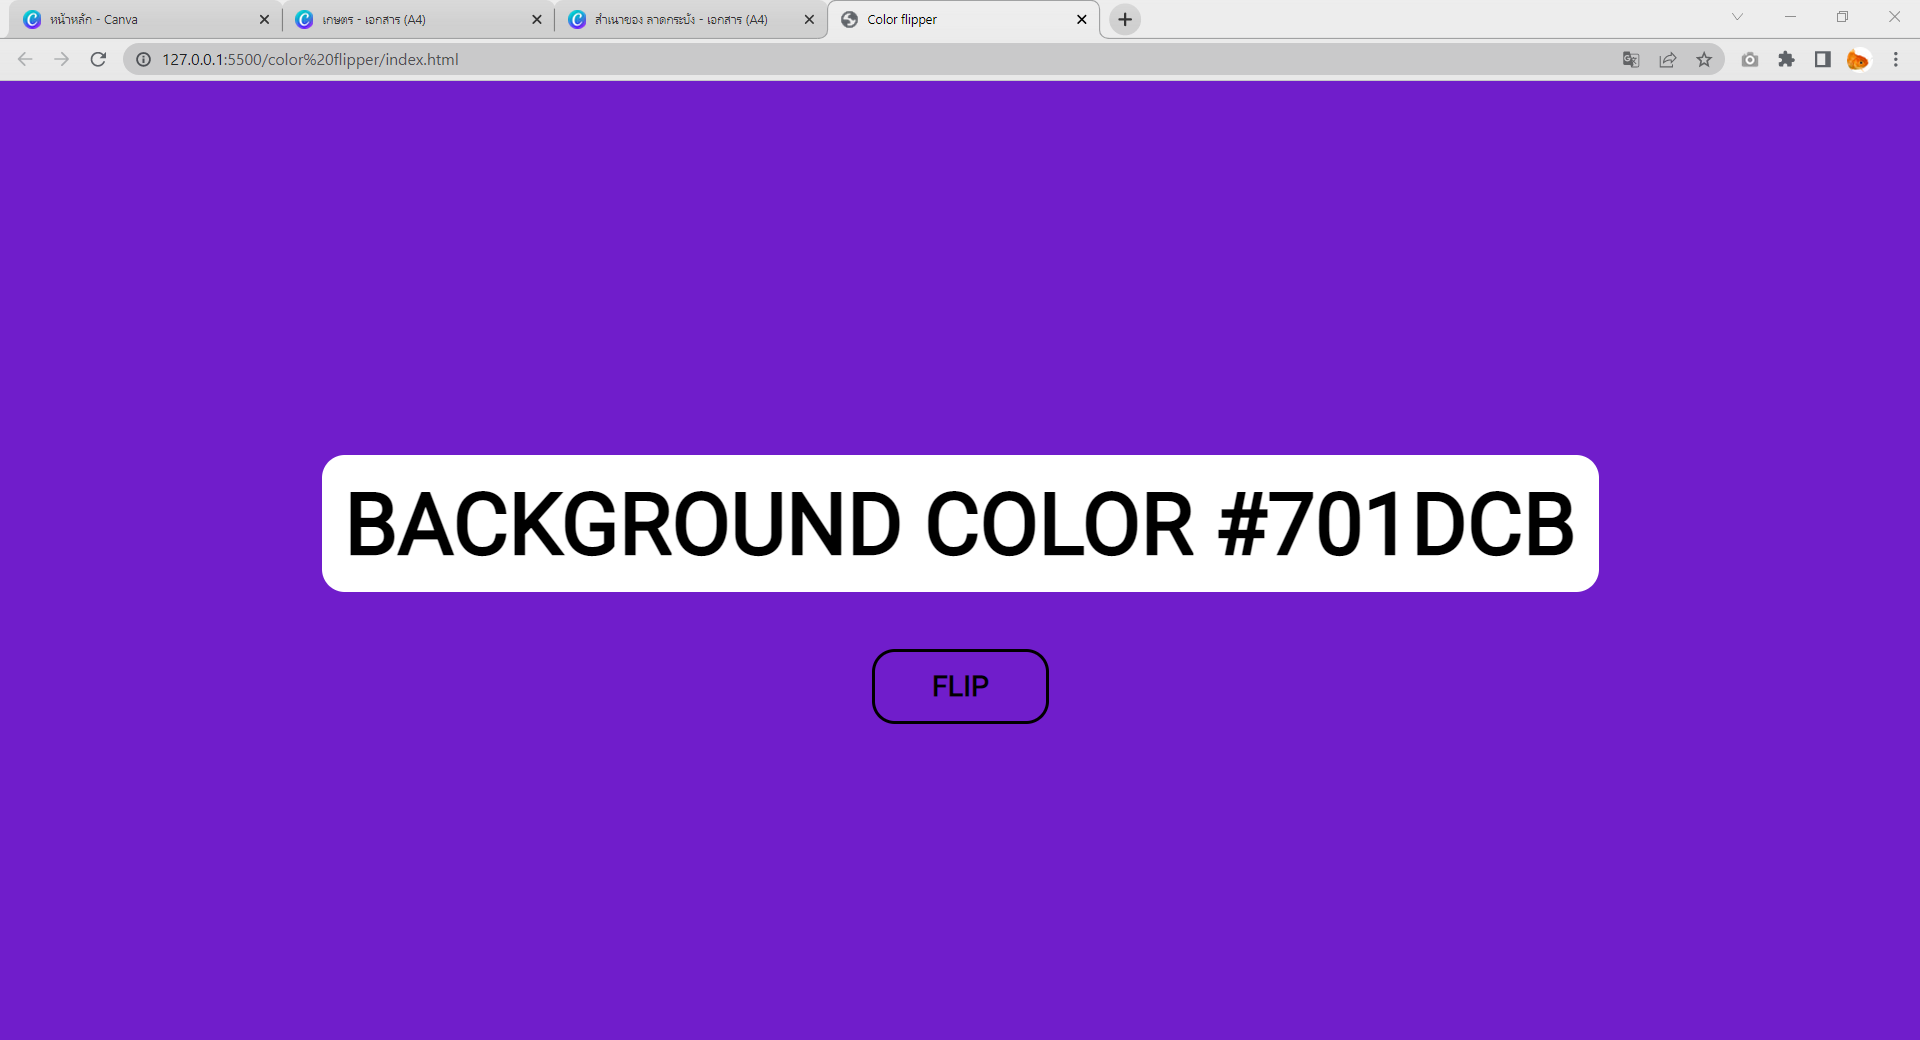 หน้าหลัก - Canva
เกษตร - เอกสาร (A4)
สำเนาของ ลาดกระบัง - เอกสาร (A4)
Color flipper
127.0.0.1:5500/color%20flipper/index.html
BACKGROUND COLOR #701DCB
FLIP